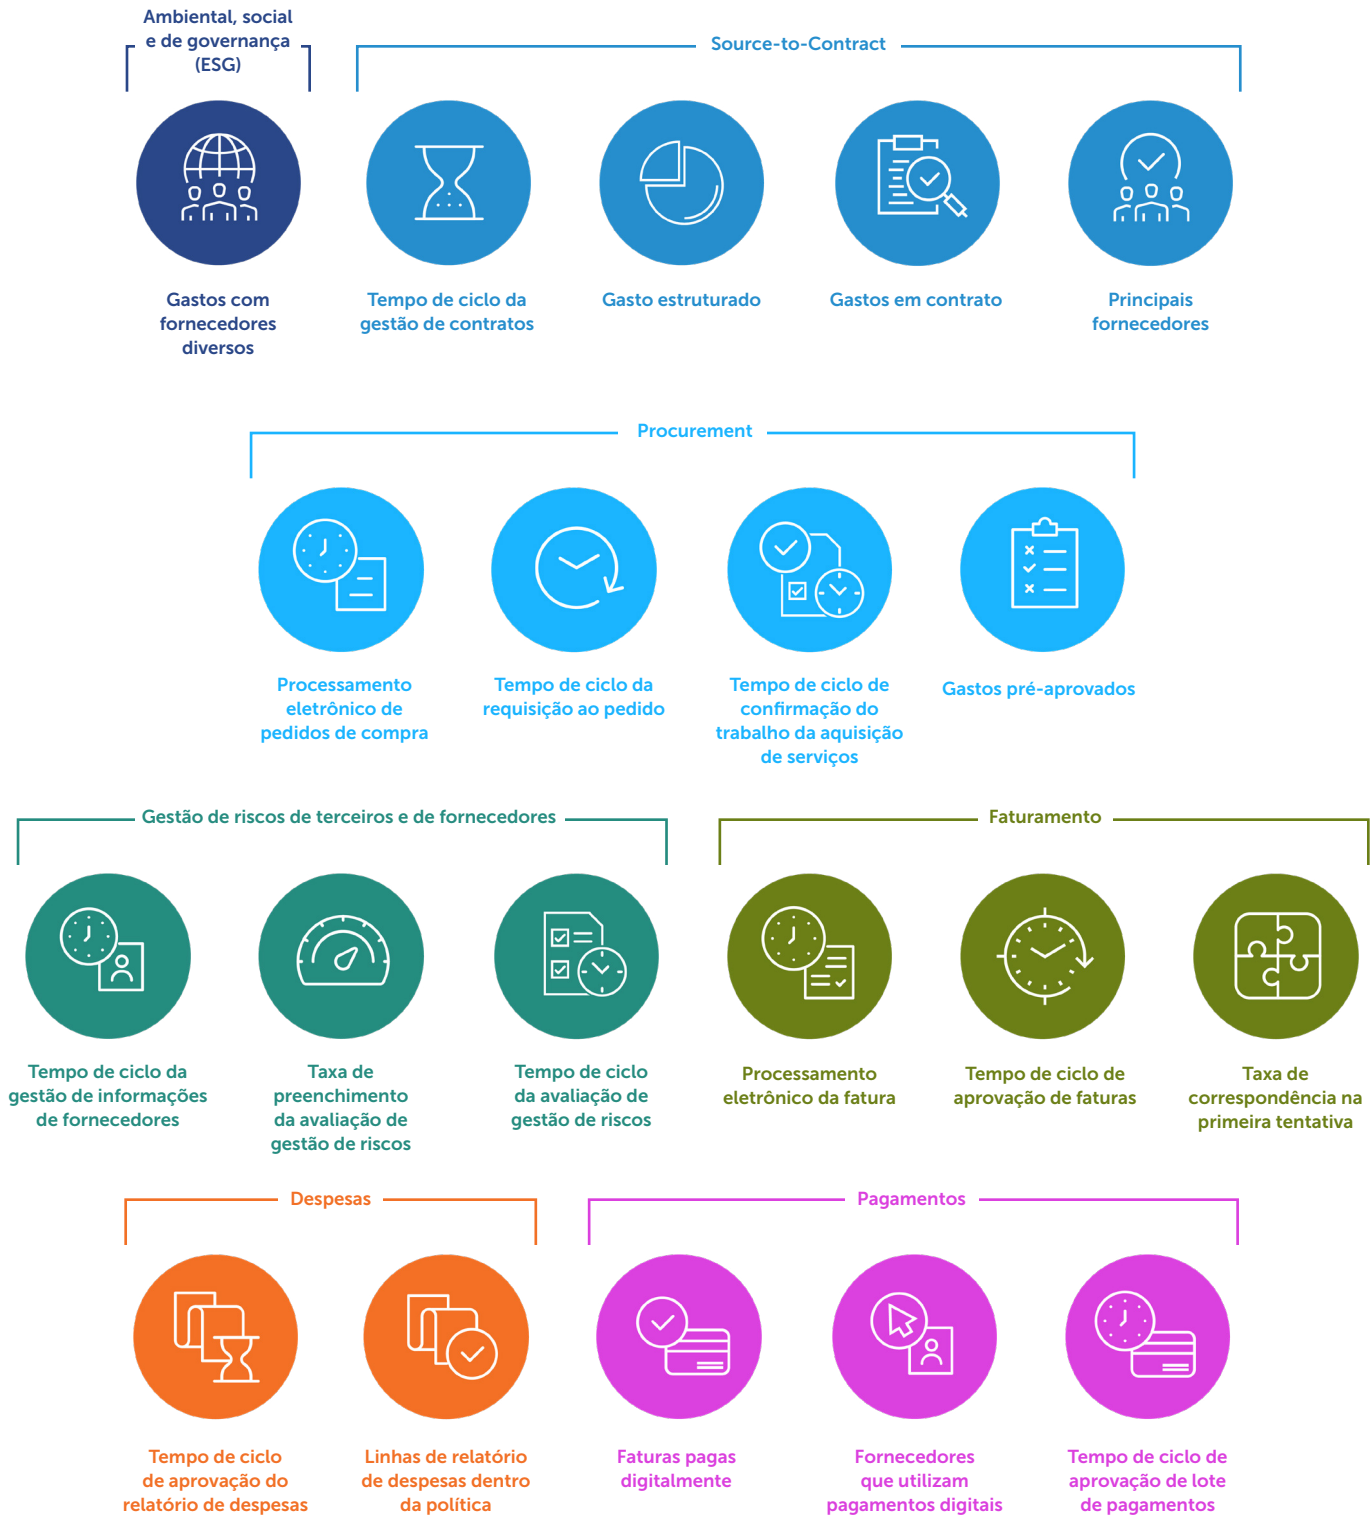 Ambiental, social
e de governança
(ESG)
Gastos com
fornecedores
diversos
Source-to-Contract
Tempo de ciclo da
gestão de contratos
Gasto estruturado
Gastos em contrato
Principais
fornecedores
Procurement
Processamento
eletrônico de
pedidos de compra
Tempo de ciclo da
requisição ao pedido
Tempo de ciclo de
confirmação do
trabalho da aquisição
de serviços
Gastos pré-aprovados
Gestão de riscos de terceiros e de fornecedores
Tempo de ciclo da
gestão de informações
de fornecedores
Taxa de
preenchimento
da avaliação de
gestão de riscos
Tempo de ciclo
da avaliação de
gestão de riscos
Faturamento
Processamento
eletrônico da fatura
Tempo de ciclo de
aprovação de faturas
Taxa de
correspondência na
primeira tentativa
Despesas
Tempo de ciclo
de aprovação do
relatório de despesas
Linhas de relatório
de despesas dentro
da política
Pagamentos
Faturas pagas
digitalmente
Fornecedores
que utilizam
pagamentos digitais
Tempo de ciclo de
aprovação de lote
de pagamentos